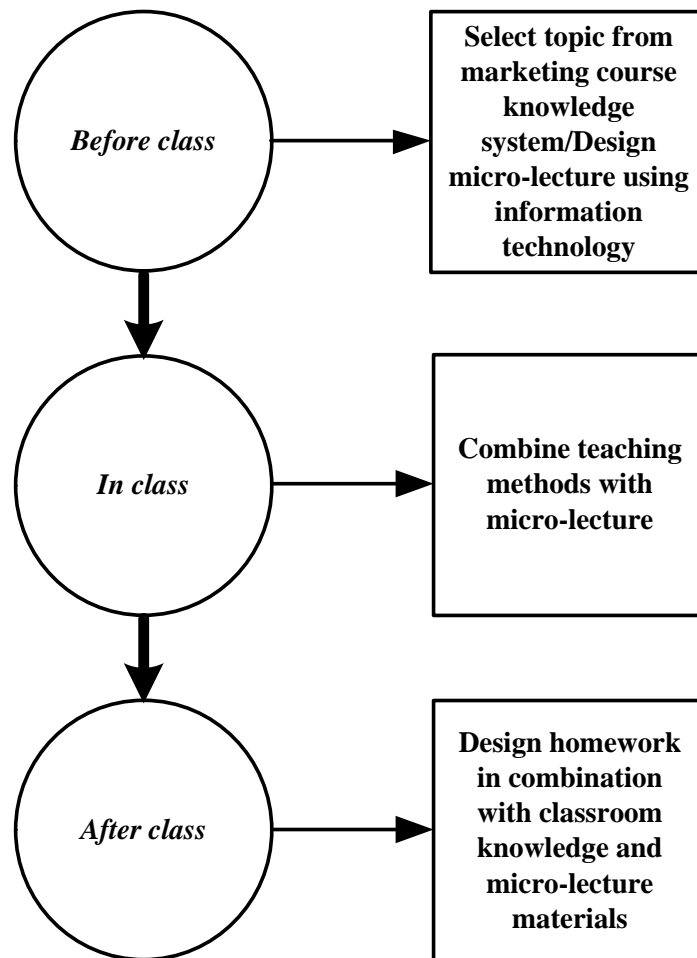 Before class
Select topic from
marketing course
knowledge
system/Design
micro-lecture using
information
technology
In class
Combine teaching
methods with
micro-lecture
After class
Design homework
in combination
with classroom
knowledge and
micro-lecture
materials